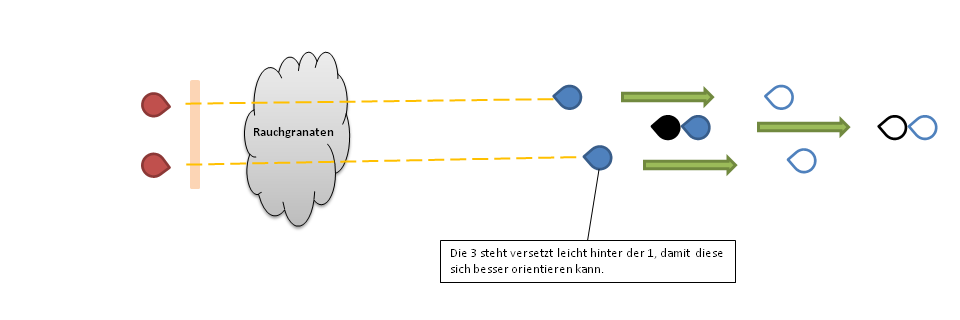 Rauchgranaten
Die 3 steht versetzt leicht hinter der 1, damit diese
sich besser orientieren kann.